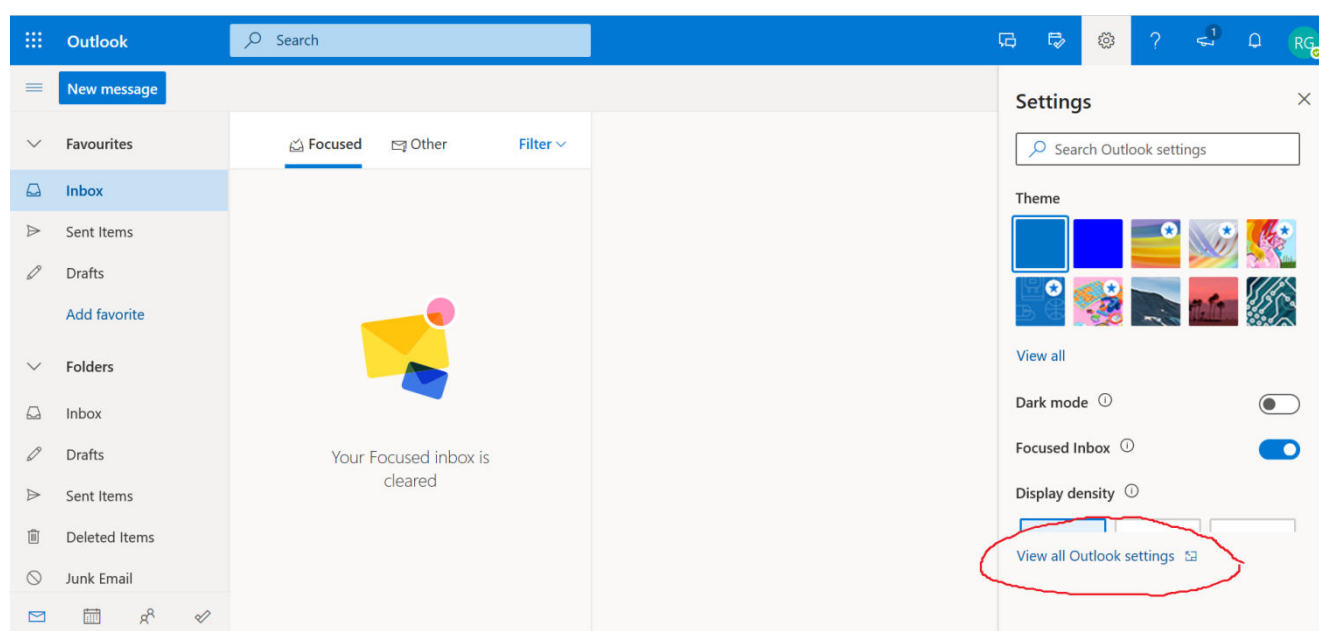 Outlook
Search
1
RG
New message
Favourites
Inbox
Sent Items
Drafts
Add favorite
Folders
Inbox
Drafts
Sent Items
Deleted Items
Junk Email
Focused
Other
Filter
Your Focused inbox is
cleared
Settings
Search Outlook settings
Theme
View all
Dark mode
Focused Inbox
Display density
View all Outlook settings